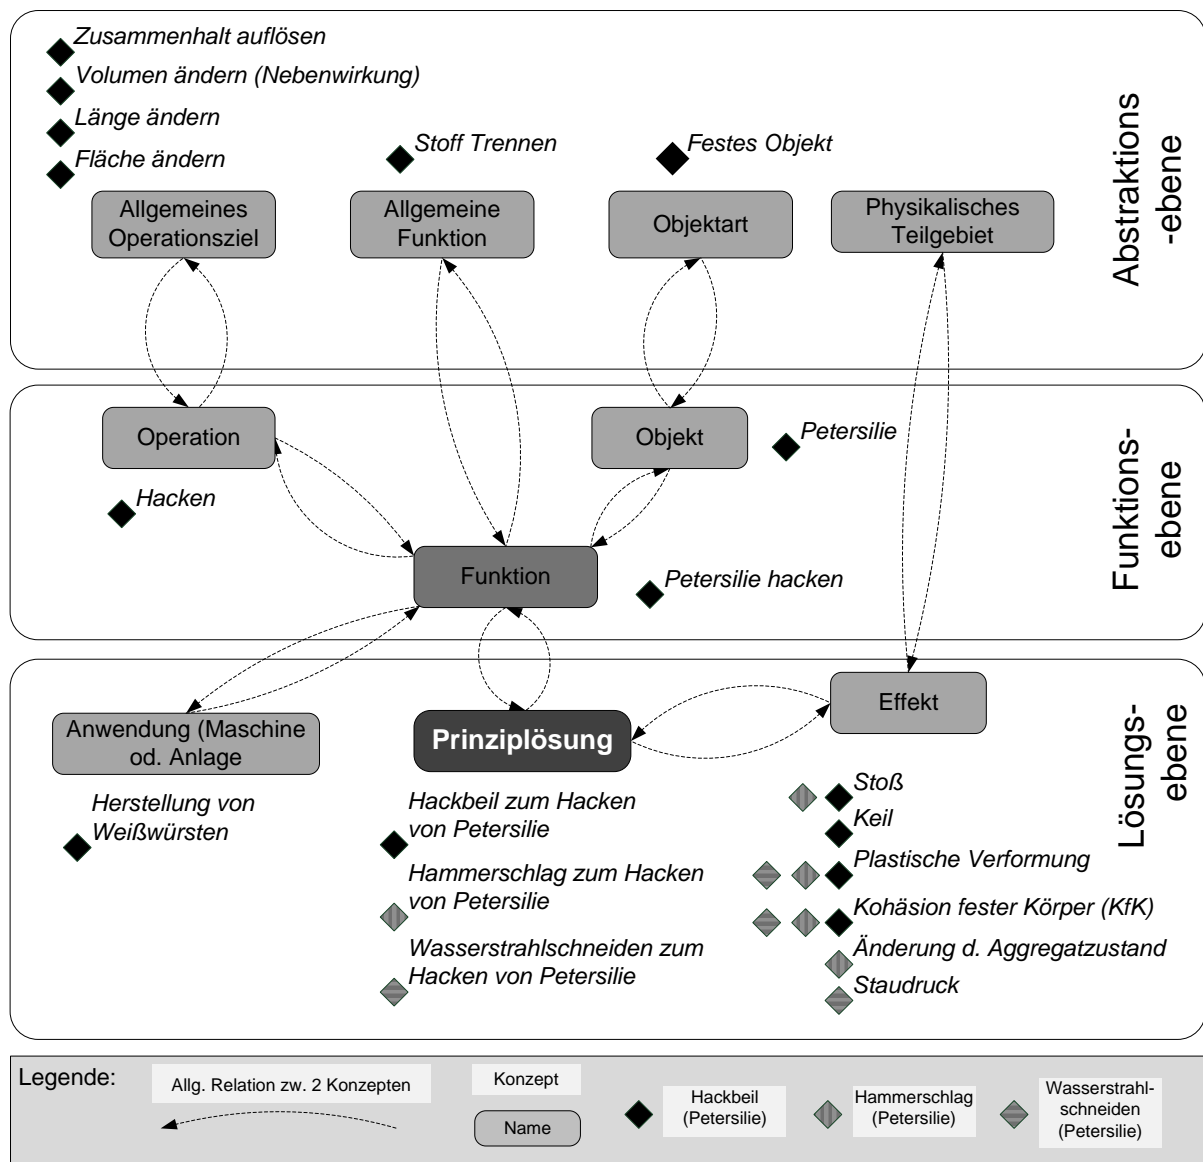 Zusammenhalt auflösen
Volumen ändern (Nebenwirkung)
Länge ändern
Fläche ändern
Stoff Trennen
Festes Objekt
Allgemeines
Operationsziel
Allgemeine
Funktion
Objektart
Physikalisches
Teilgebiet
Abstraktions
-ebene
Operation
Objekt
Petersilie
Hacken
Funktion
Petersilie hacken
Funktions-
ebene
Anwendung (Maschine
od. Anlage
Prinziplösung
Effekt
Herstellung von
Weißwürsten
Hackbeil zum Hacken
von Petersilie
Hammerschlag zum Hacken
von Petersilie
Wasserstrahlschneiden zum
Hacken von Petersilie
Stoß
Keil
Plastische Verformung
Kohäsion fester Körper (KfK)
Änderung d. Aggregatzustand
Staudruck
Lösungs-
ebene
Legende:
Allg. Relation zw. 2 Konzepten
Konzept
Name
Hackbeil
(Petersilie)
Hammerschlag
(Petersilie)
Wasserstrahl-
schneiden
(Petersilie)